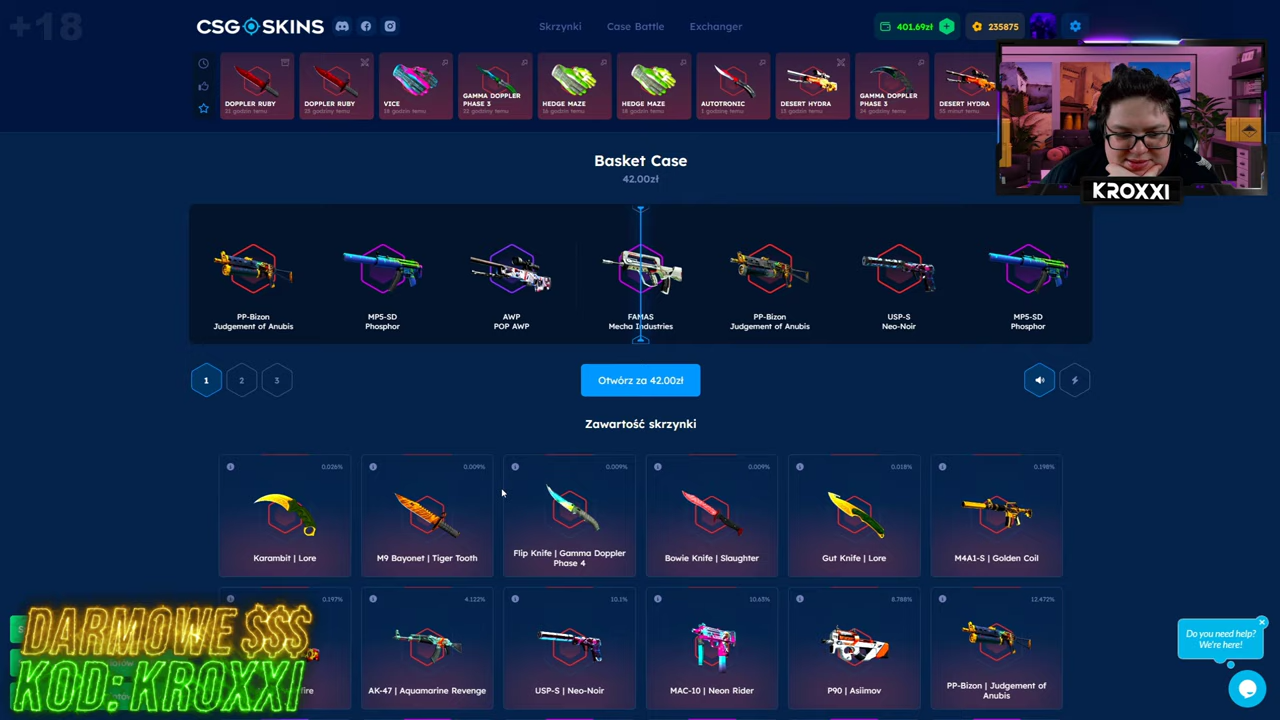 +18
CSGOSKINS
Skrzynki
Case Battle
Exchanger
401.69zł
235875
DOPPLER RUBY
21 godzin temu
DOPPLER RUBY
VICE
GAMMA DOPPLER
PHASE 3
HEDGE MAZE
HEDGE MAZE
AUTOTRONIC
DESERT HYDRA
GAMMA DOPPLER
PHASE 3
DESERT HYDRA
KROXXI
Basket Case
42.00zł
PP-Bizon
Judgement of Anubis
MP5-SD
Phosphor
AWP
POP AWP
FAMAS
Mecha Industries
PP-Bizon
Judgement of Anubis
USP-S
Neo-Noir
MP5-SD
Phosphor
1
2
3
Otwórz za 42.00zł
Zawartość skrzynki
0.026%
Karambit | Lore
0.009%
M9 Bayonet | Tiger Tooth
0.009%
Flip Knife | Gamma Doppler
Phase 4
0.009%
Bowie Knife | Slaughter
0.018%
Gut Knife | Lore
0.198%
M4A1-S | Golden Coil
0.197%
4.122%
AK-47 | Aquamarine Revenge
10.1%
USP-S | Neo-Noir
10.63%
MAC-10 | Neon Rider
8.788%
P90 | Asiimov
12.472%
PP-Bizon | Judgement of
Anubis
DARMOWE $$$
KOD: KROXXI
Do you need help?
We're here!